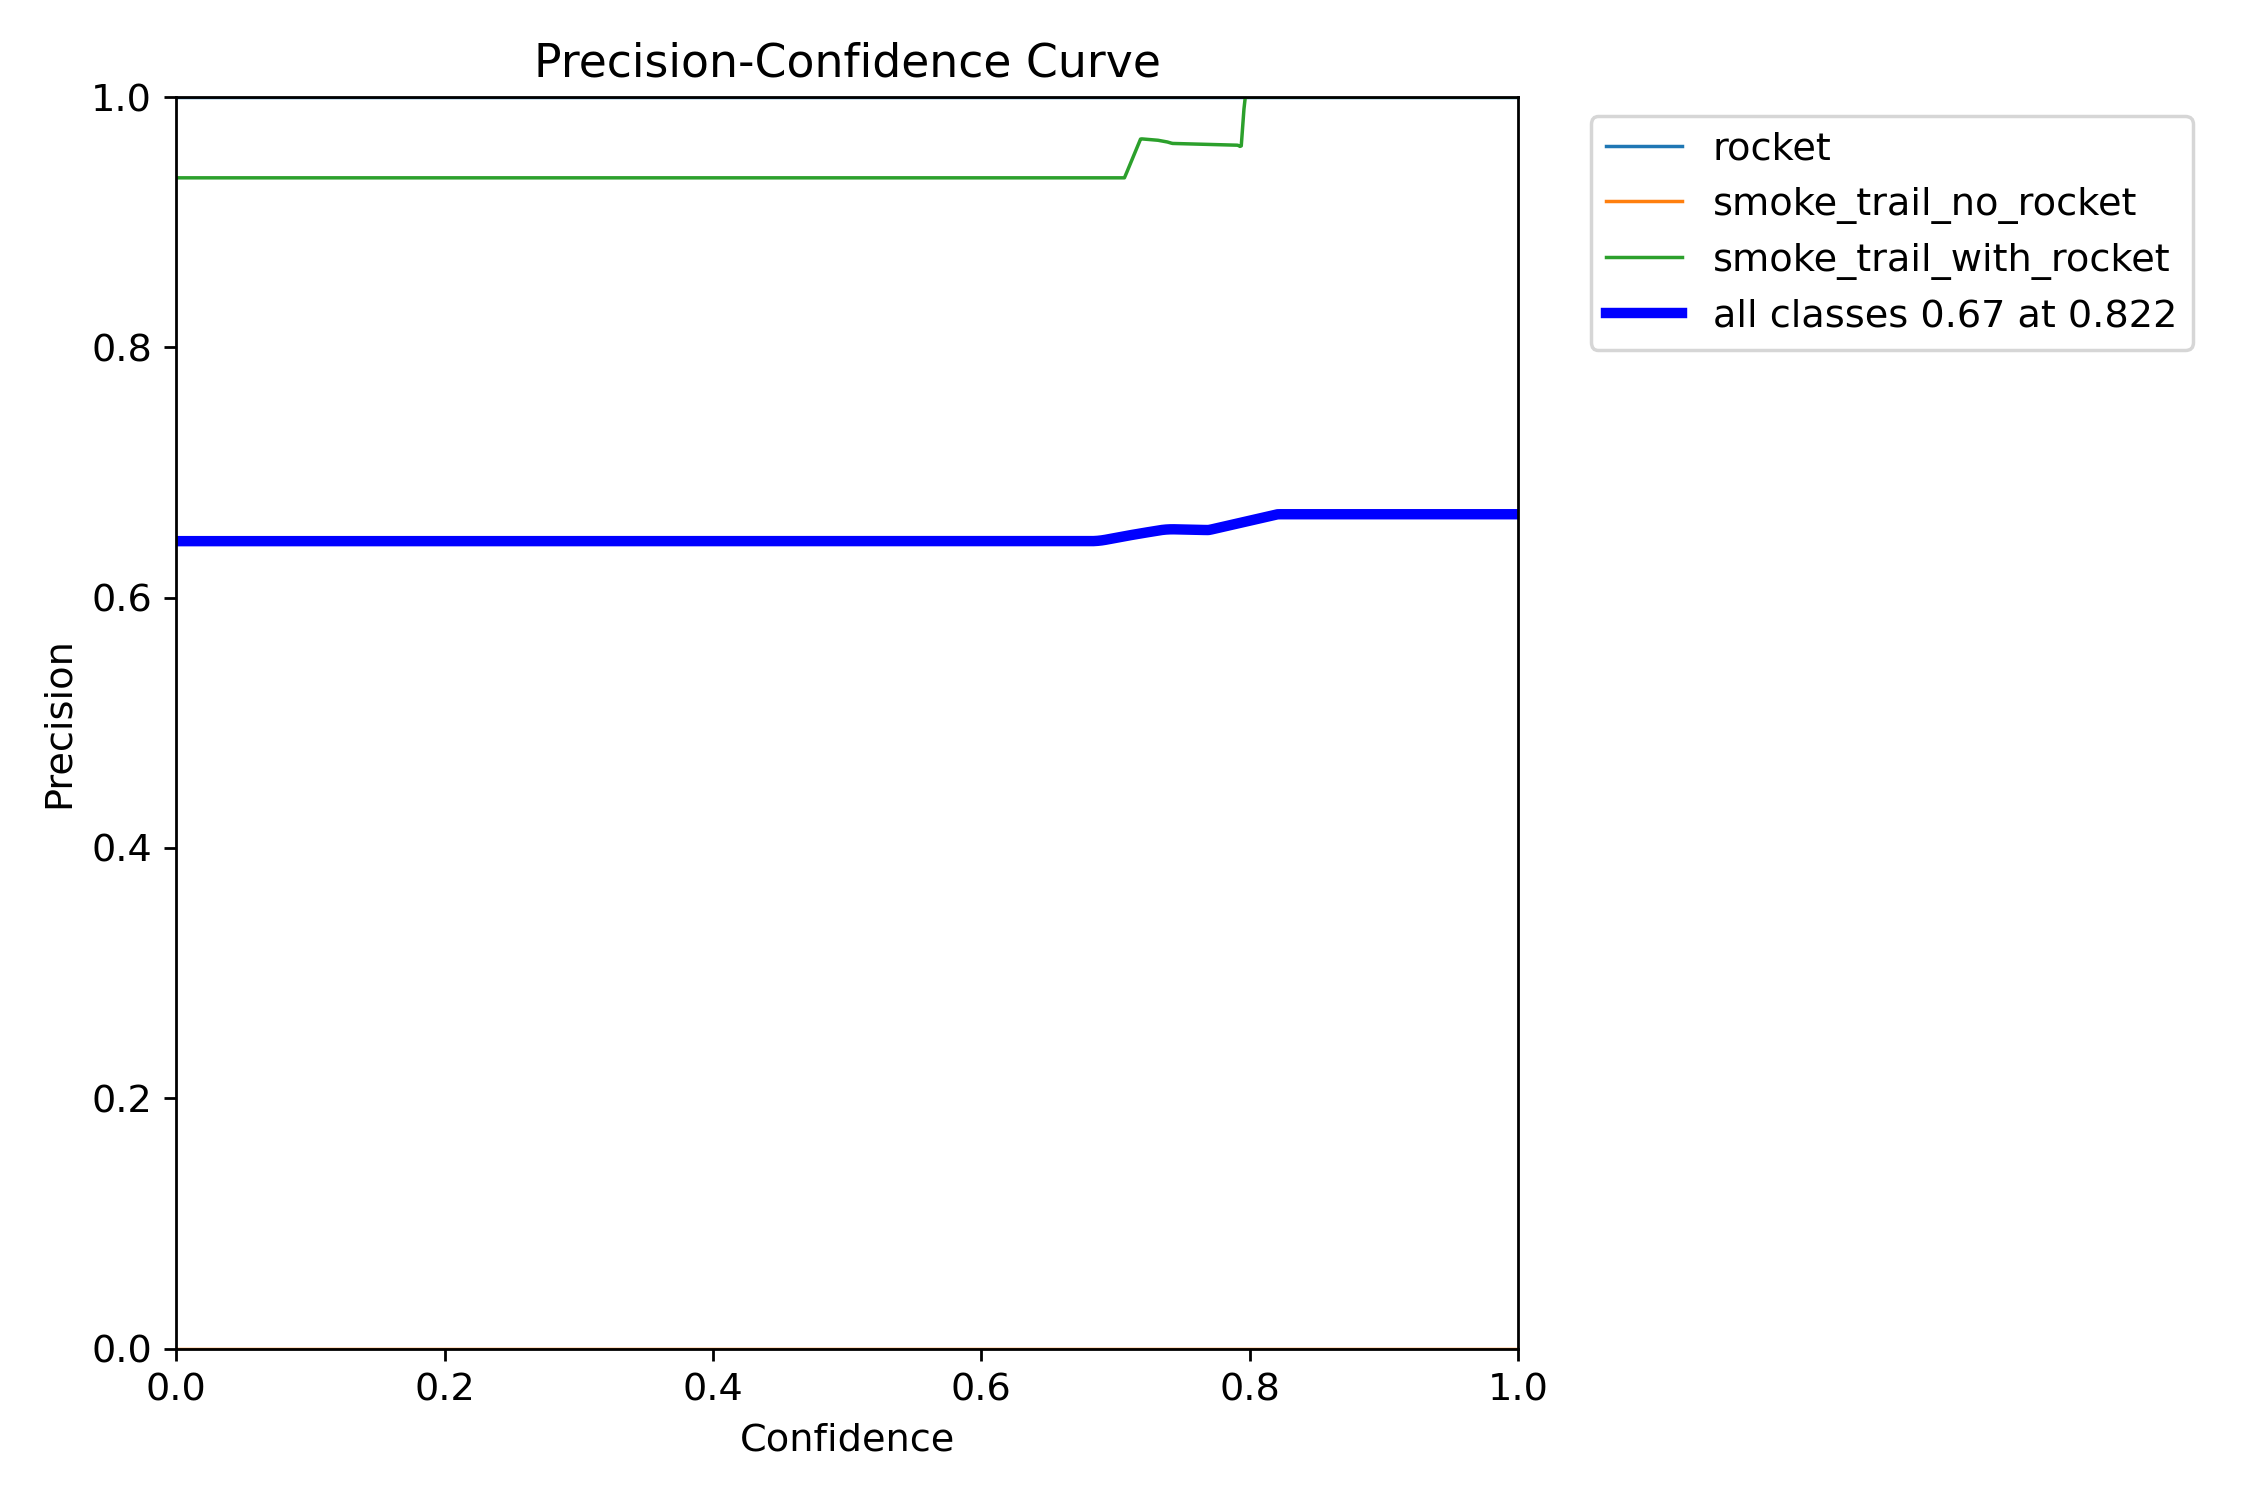 Precision-Confidence Curve
1.0
0.8
0.6
0.4
0.2
0.0
Precision
0.0 0.2 0.4 0.6 0.8 1.0
Confidence
rocket
smoke_trail_no_rocket
smoke_trail_with_rocket
all classes 0.67 at 0.822